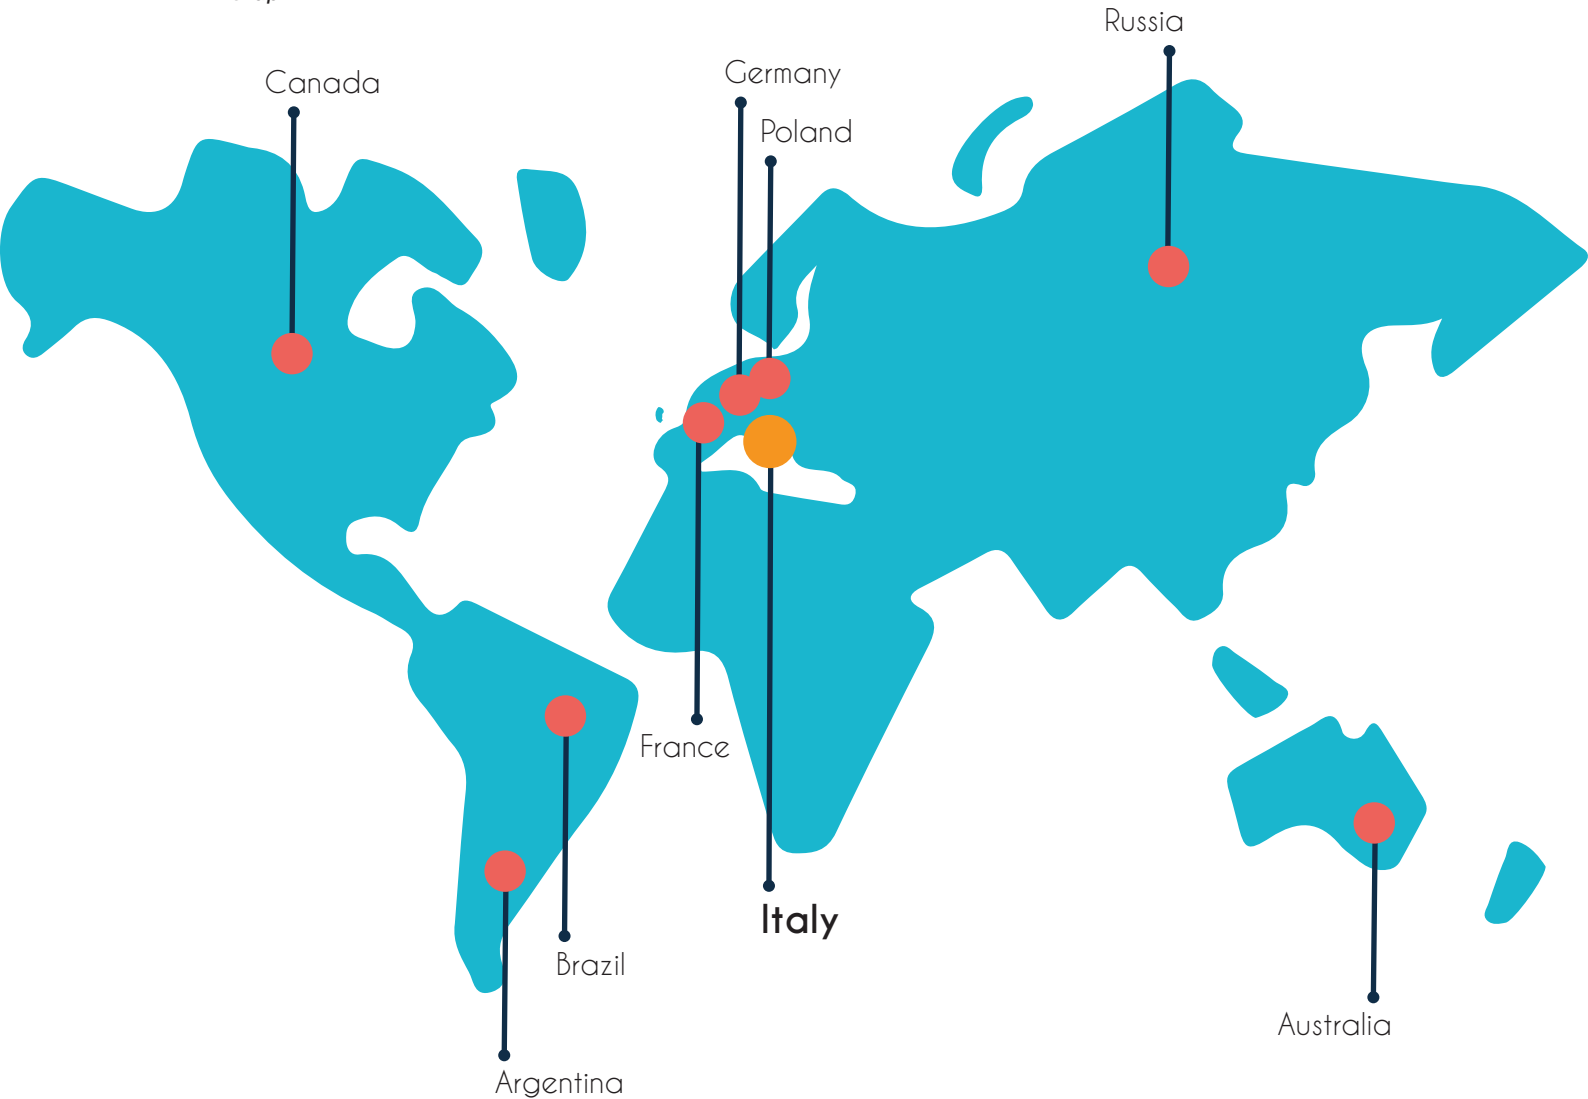 Russia
Germany
Canada
Poland
France
Italy
Brazil
Australia
Argentina